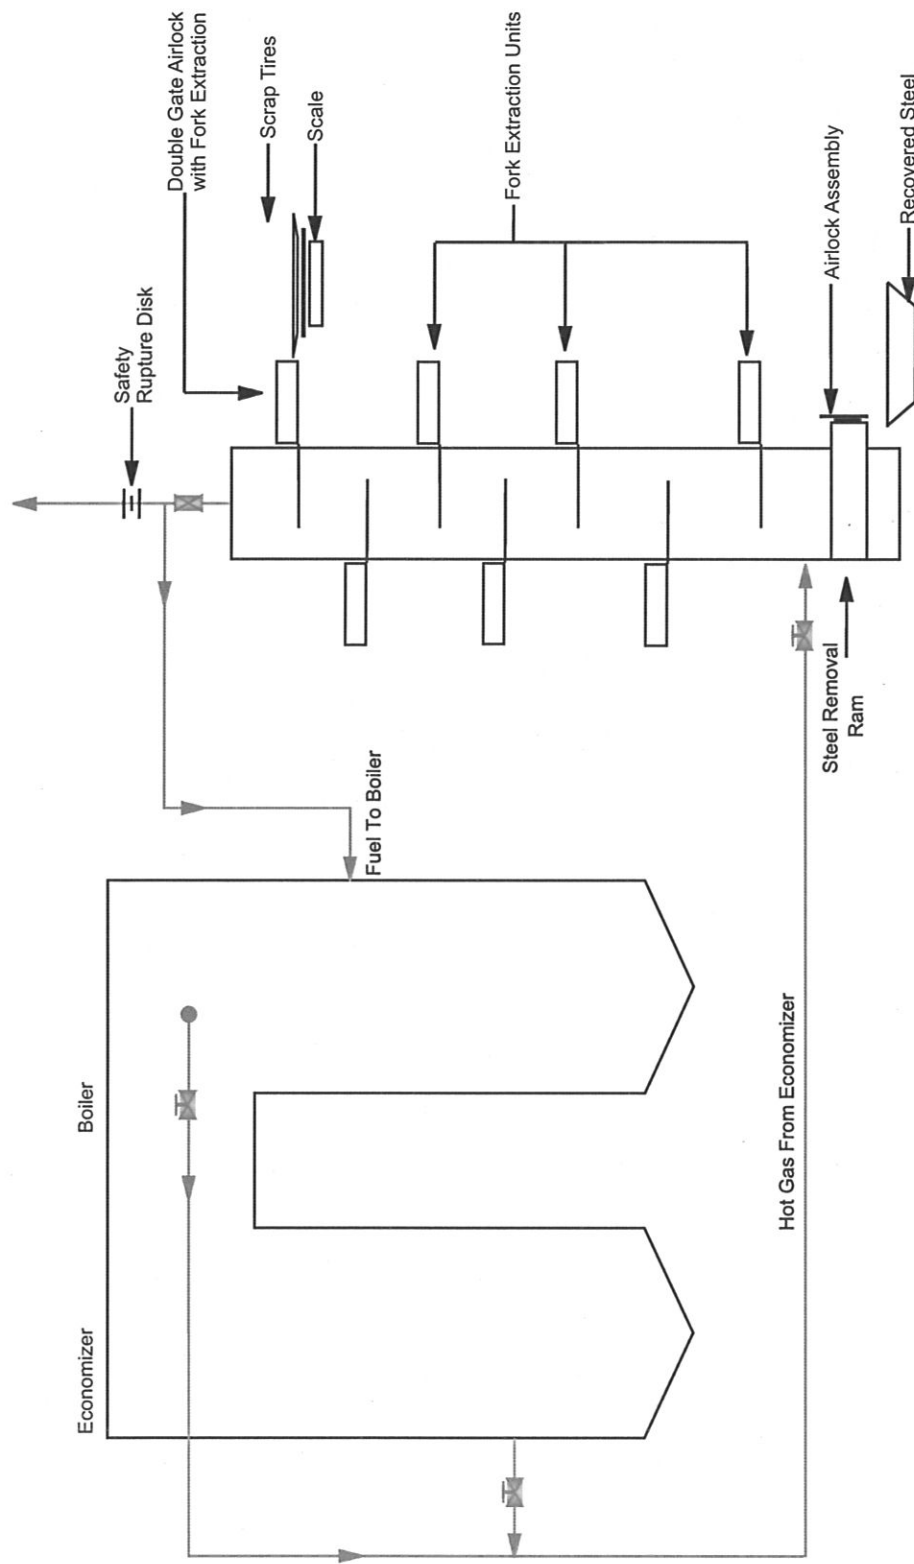 Double Gate Airlock
with Fork Extraction
Safety
Rupture Disk
Scrap Tires
Scale
Fork Extraction Units
Airlock Assembly
Recovered Steel
Steel Removal
Ram
Fuel To Boiler
Boiler
Economizer
Hot Gas From Economizer